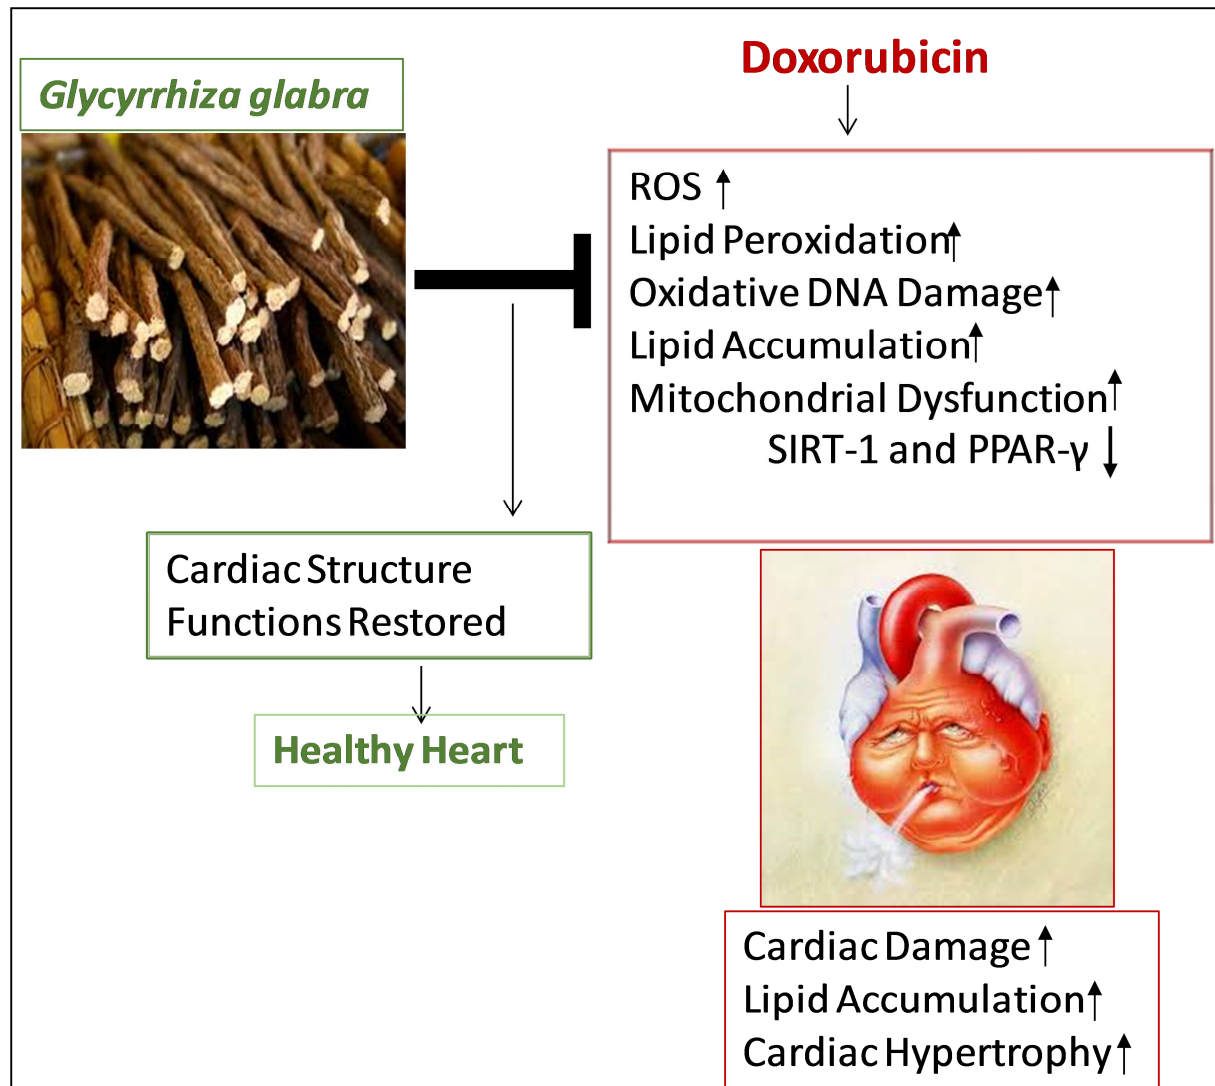 Glycyrrhiza glabra
Doxorubicin
ROS ↑
Lipid Peroxidation↑
Oxidative DNA Damage↑
Lipid Accumulation↑
Mitochondrial Dysfunction↑
SIRT-1 and PPAR-γ ↓
Cardiac Structure
Functions Restored
Healthy Heart
Cardiac Damage↑
Lipid Accumulation↑
Cardiac Hypertrophy↑